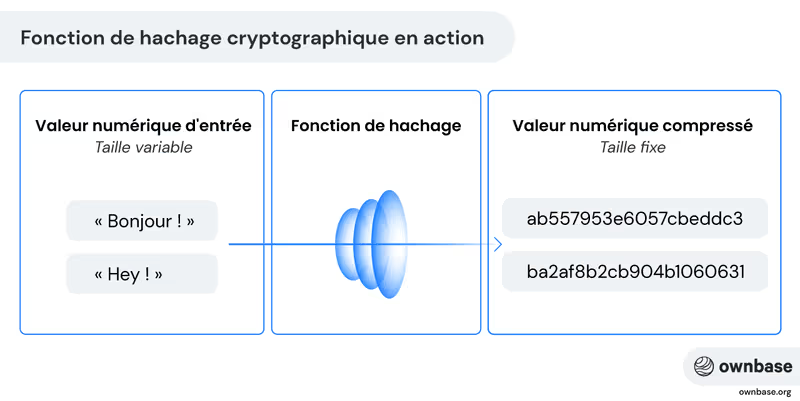 Fonction de hachage cryptographique en action
Valeur numérique d'entrée
Taille variable
« Bonjour ! »
« Hey ! »
Fonction de hachage
Valeur numérique compressé
Taille fixe
ab557953e6057cbeddc3
ba2af8b2cb904b1060631
ownbase
ownbase.org